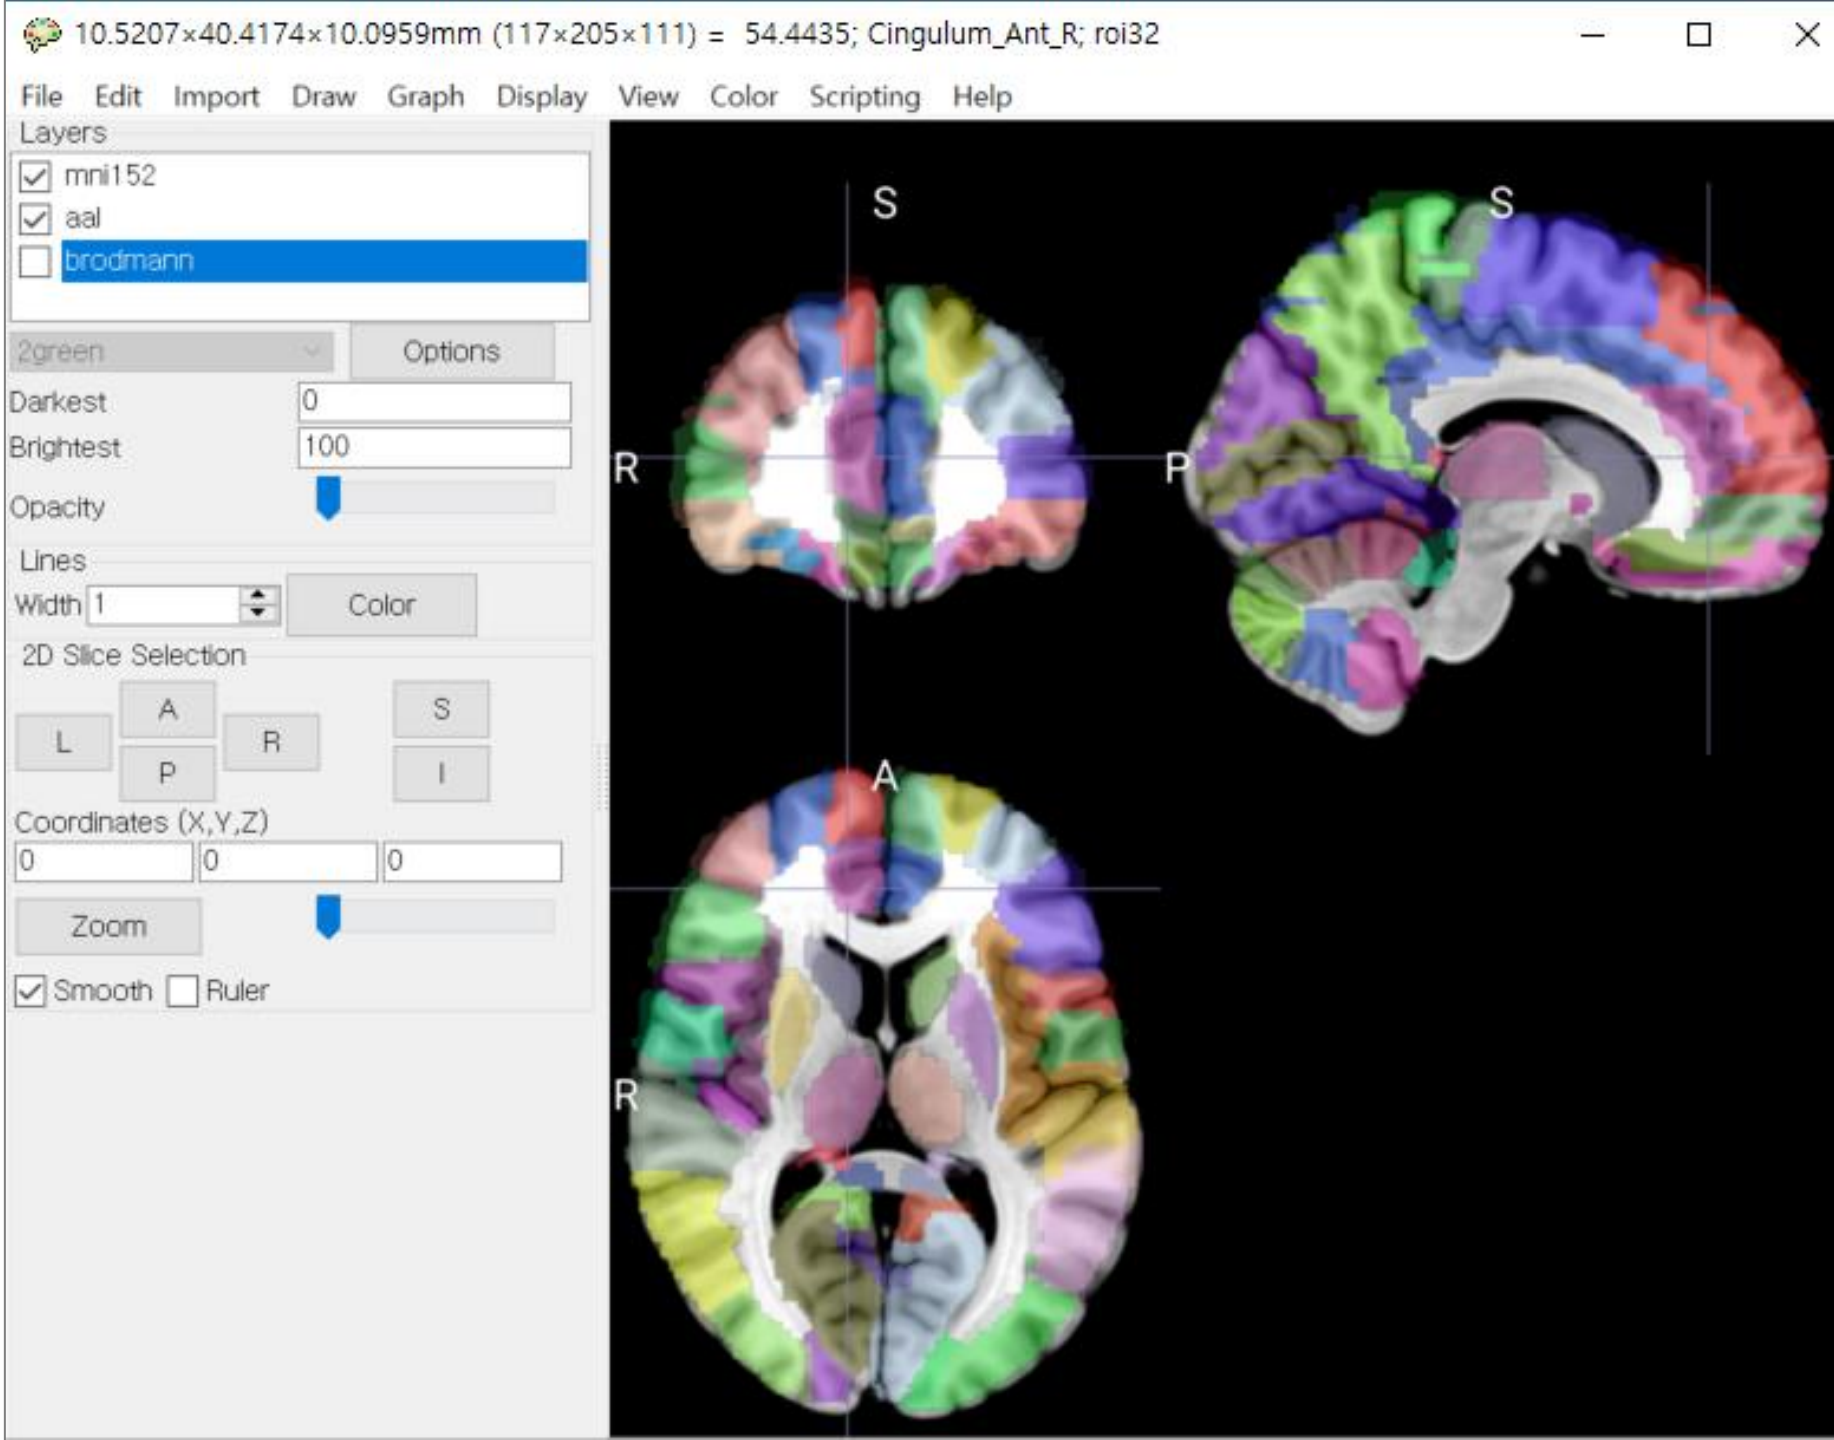 10.5207×40.4174×10.0959mm (117×205×111) = 54.4435; Cingulum_Ant_R; roi32
File Edit Import Draw Graph Display View Color Scripting Help
Layers
mni152
aal
brodmann
2green Options
Darkest 0
Brightest 100
Opacity
Lines
Width 1 Color
2D Slice Selection
A S
L R
P I
Coordinates (X,Y,Z)
0 0 0
Zoom
Smooth Ruler
S
R
S
P
A
R